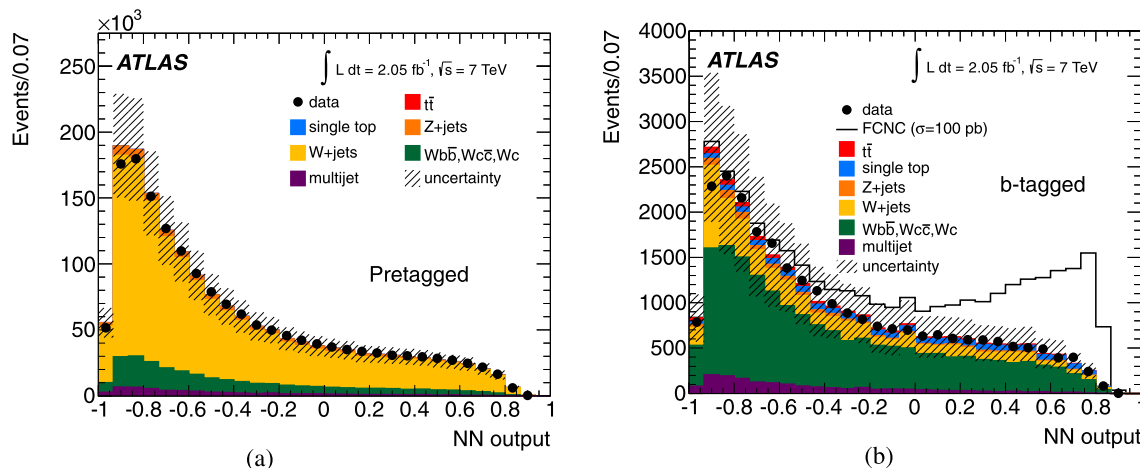 ×10³
Events/0.07
250
200
150
100
50
0
ATLAS
∫ L dt = 2.05 fb⁻¹, √s = 7 TeV
data
tt̄
single top
Z+jets
W+jets
Wbb̄,Wcc̄,Wc
multijet
uncertainty
Pretagged
-1 -0.8 -0.6 -0.4 -0.2 0 0.2 0.4 0.6 0.8 1
NN output
(a)
Events/0.07
4000
3500
3000
2500
2000
1500
1000
500
0
ATLAS
∫ L dt = 2.05 fb⁻¹, √s = 7 TeV
data
FCNC (σ=100 pb)
tt̄
single top
Z+jets
W+jets
Wbb̄,Wcc̄,Wc
multijet
uncertainty
b-tagged
-1 -0.8 -0.6 -0.4 -0.2 0 0.2 0.4 0.6 0.8 1
NN output
(b)